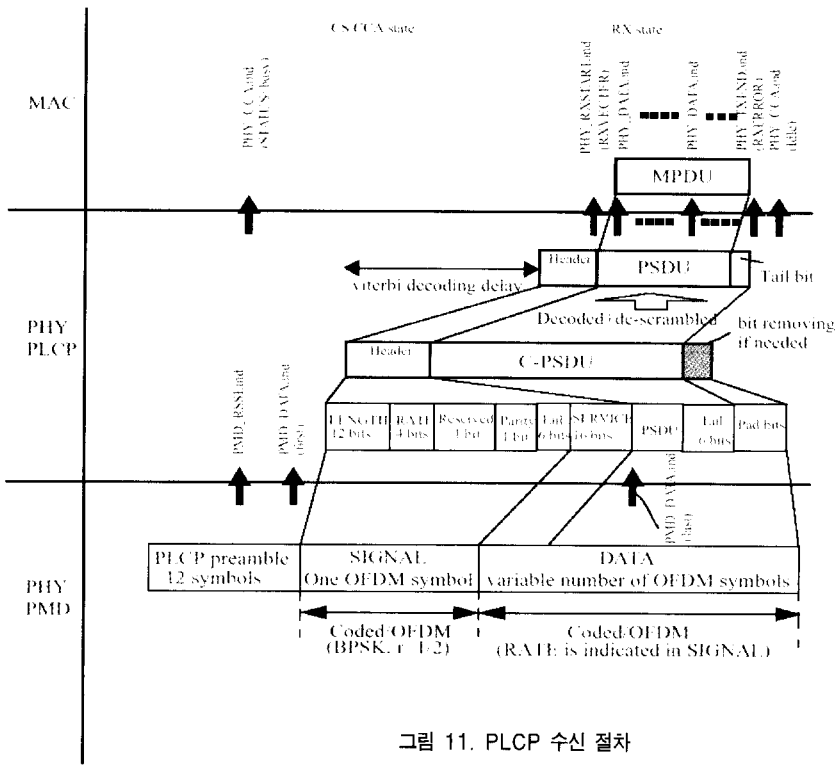 CS CCA state
RX state
MAC
PHY_CCA.ind
(STATUS=busy)
PHY_RXSTART.ind
(RXVECTER)
PHY_DATA.ind
PHY_DATA.ind
(RXERROR)
PHY_CCA.ind
(Idle)
MPDU
PHY
PLCP
Header
PSDU
Tail bit
Viterbi decoding delay
Decoded+de-scrambled
bit removing
if needed
Header
C-PSDU
PMD_RSSI.ind
PMD_DATA.ind
(first)
LENGTH
12 bits
RATE
4 bits
Reserved
1 bit
Parity
1 bit
Tail
6 bits
SERVICE
16 bits
PSDU
Tail
6 bits
Pad bits
PMD_DATA.ind
(last)
PHY
PMD
PLCP preamble
12 symbols
SIGNAL
One OFDM symbol
DATA
variable number of OFDM symbols
Coded/OFDM
(BPSK, r=1/2)
Coded/OFDM
(RATE is indicated in SIGNAL)
그림 11. PLCP 수신 절차